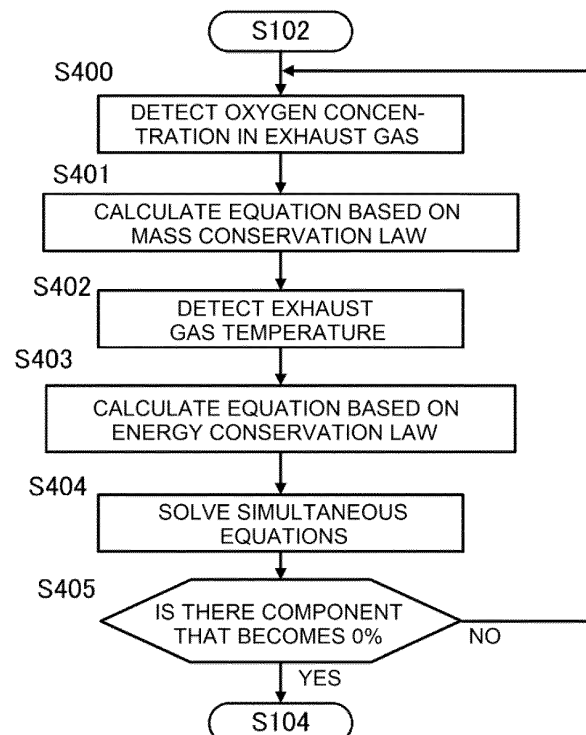 S102
S400
DETECT OXYGEN CONCEN-
TRATION IN EXHAUST GAS
S401
CALCULATE EQUATION BASED ON
MASS CONSERVATION LAW
S402
DETECT EXHAUST
GAS TEMPERATURE
S403
CALCULATE EQUATION BASED ON
ENERGY CONSERVATION LAW
S404
SOLVE SIMULTANEOUS
EQUATIONS
S405
IS THERE COMPONENT
THAT BECOMES 0%
NO
YES
S104